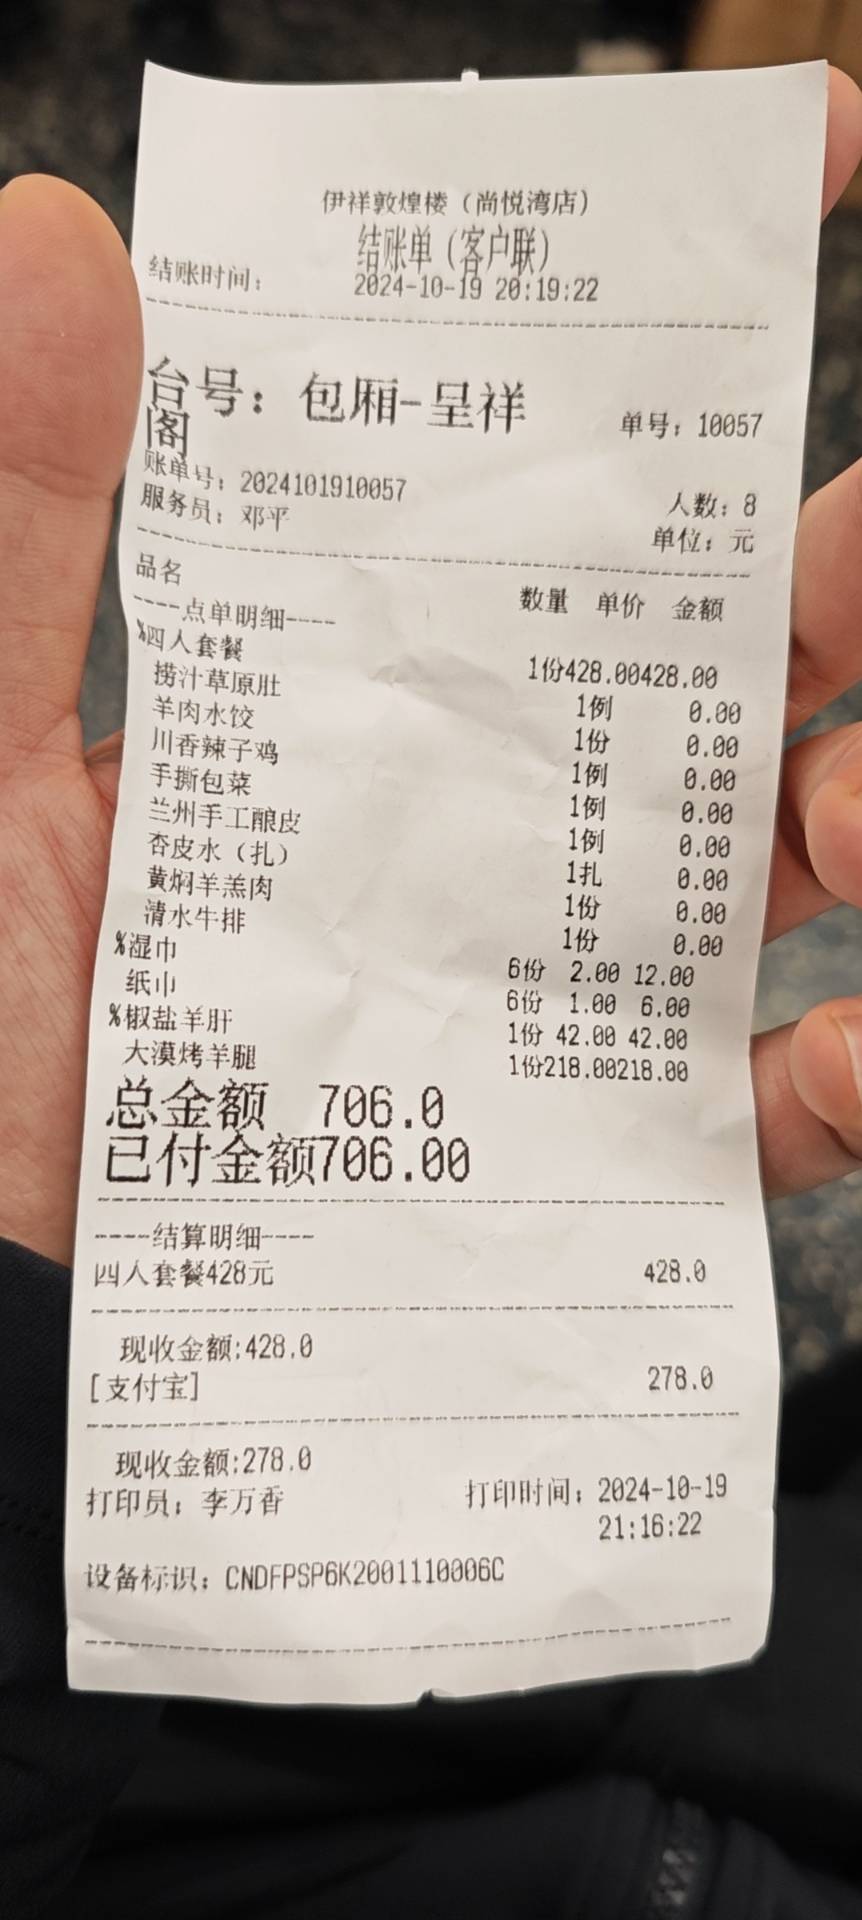 伊祥敦煌楼（尚悦湾店）
结账单（客户联）
结账时间： 2024-10-19 20:19:22
台号：包厢-呈祥
阁
单号：10057
账单号：2024101910057
人数：8
服务员：邓平
单位：元
品名 数量 单价 金额
----点单明细----
%四人套餐 1份428.00428.00
捞汁草原肚 1例 0.00
羊肉水饺 1份 0.00
川香辣子鸡 1例 0.00
手撕包菜 1例 0.00
兰州手工酿皮 1例 0.00
杏皮水（扎） 1扎 0.00
黄焖羊羔肉 1份 0.00
清水牛排 1份 0.00
%湿巾 6份 2.00 12.00
纸巾 6份 1.00 6.00
%椒盐羊肝 1份 42.00 42.00
大漠烤羊腿 1份218.00218.00
总金额 706.0
已付金额706.00
----结算明细----
四人套餐428元 428.0
现收金额:428.0
[支付宝] 278.0
现收金额:278.0
打印员：李万香 打印时间：2024-10-19
21:16:22
设备标识：CNDFPSP6K2001110006C